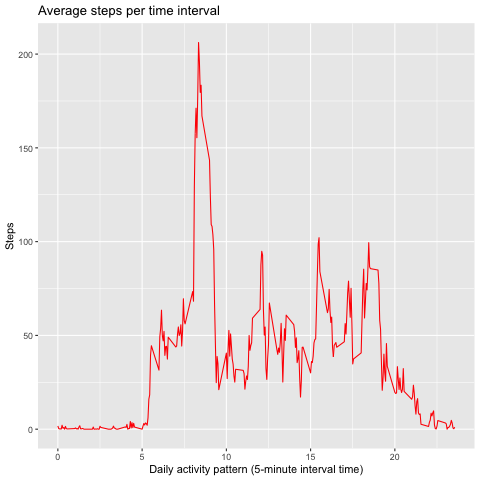 Average steps per time interval
200
150
100
50
0
Steps
0 5 10 15 20
Daily activity pattern (5-minute interval time)